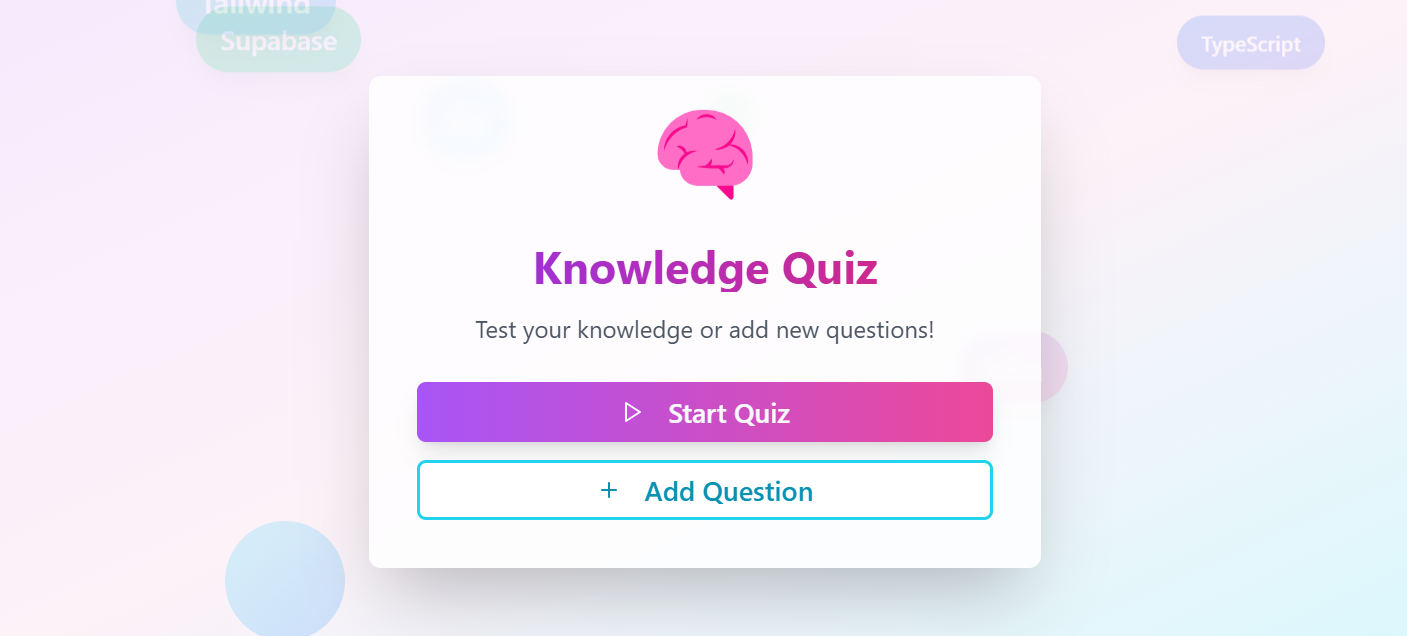 Tailwind
Supabase
TypeScript
Knowledge Quiz
Test your knowledge or add new questions!
Start Quiz
Add Question